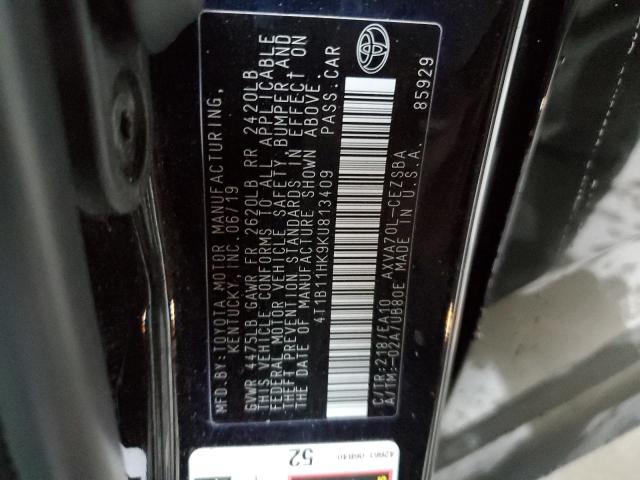 MFD.BY:TOYOTA MOTOR MANUFACTURING,
KENTUCKY, INC. 06/19
GVWR 4475LB GAWR FR 2620LB RR 2420LB
THIS VEHICLE CONFORMS TO ALL APPLICABLE
FEDERAL MOTOR VEHICLE SAFETY, BUMPER, AND
THEFT PREVENTION STANDARDS IN EFFECT ON
THE DATE OF MANUFACTURE SHOWN ABOVE.
4T1B11HK9KU813409 PASS.CAR
C/TR:218/EA10 AXVA70L-CEZSBA
A/TM:-02A/UB80E MADE IN U.S.A.
85929
52